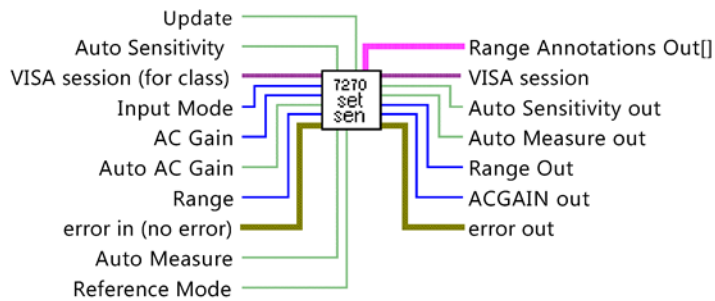 Update
Auto Sensitivity
VISA session (for class)
Input Mode
AC Gain
Auto AC Gain
Range
error in (no error)
Auto Measure
Reference Mode
7270
set
sen
Range Annotations Out[]
VISA session
Auto Sensitivity out
Auto Measure out
Range Out
ACGAIN out
error out